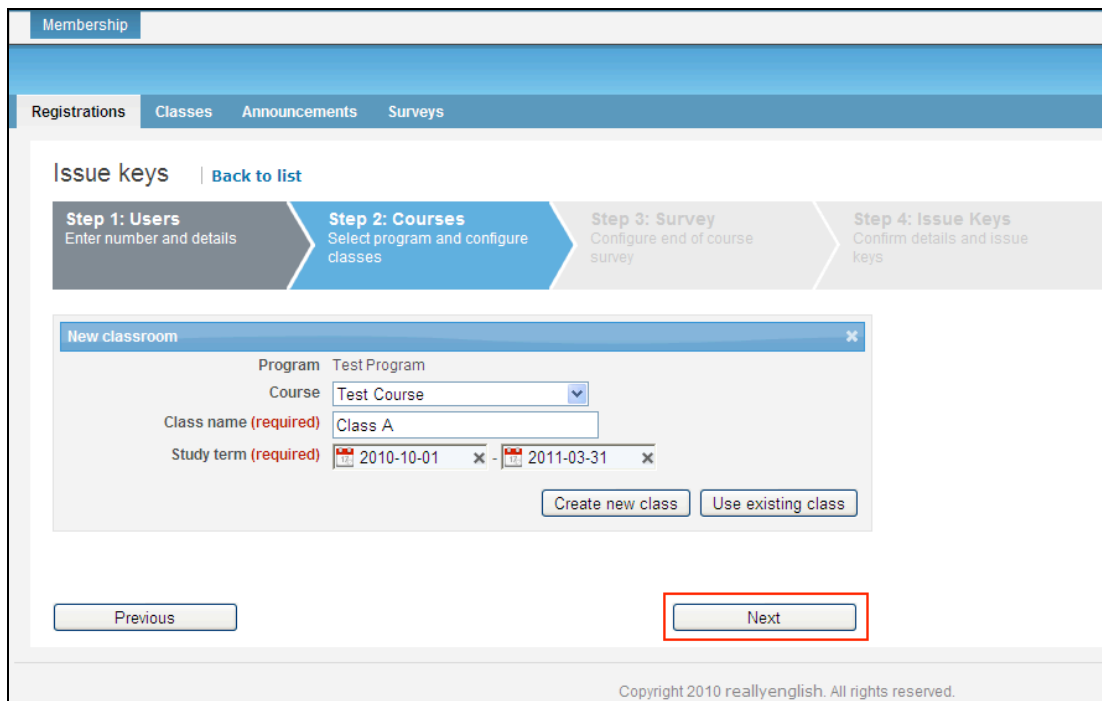 Membership
Registrations Classes Announcements Surveys
Issue keys | Back to list
Step 1: Users
Enter number and details
Step 2: Courses
Select program and configure
classes
Step 3: Survey
Configure end of course
survey
Step 4: Issue Keys
Confirm details and issue
keys
New classroom
Program Test Program
Course Test Course
Class name (required) Class A
Study term (required) 2010-10-01 - 2011-03-31
Create new class Use existing class
Previous Next
Copyright 2010 reallyenglish. All rights reserved.